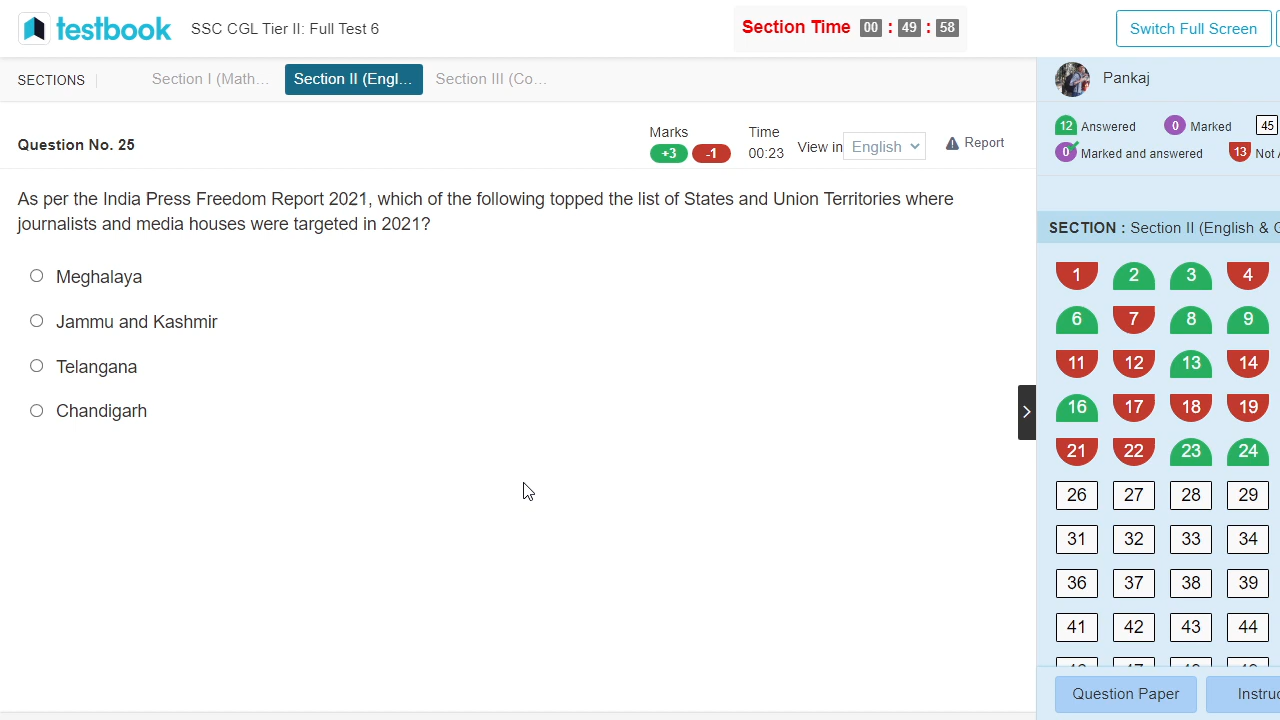 testbook SSC CGL Tier II: Full Test 6 Section Time 00 : 49 : 58 Switch Full Screen
SECTIONS Section I (Math... Section II (Engl... Section III (Co... Pankaj
Question No. 25 Marks +3 -1 Time 00:23 View in English Report
12 Answered 0 Marked 45
0 Marked and answered 13 Not
As per the India Press Freedom Report 2021, which of the following topped the list of States and Union Territories where
journalists and media houses were targeted in 2021?
Meghalaya
Jammu and Kashmir
Telangana
Chandigarh
SECTION : Section II (English &
1 2 3 4
6 7 8 9
11 12 13 14
16 17 18 19
21 22 23 24
26 27 28 29
31 32 33 34
36 37 38 39
41 42 43 44
Question Paper Instruc